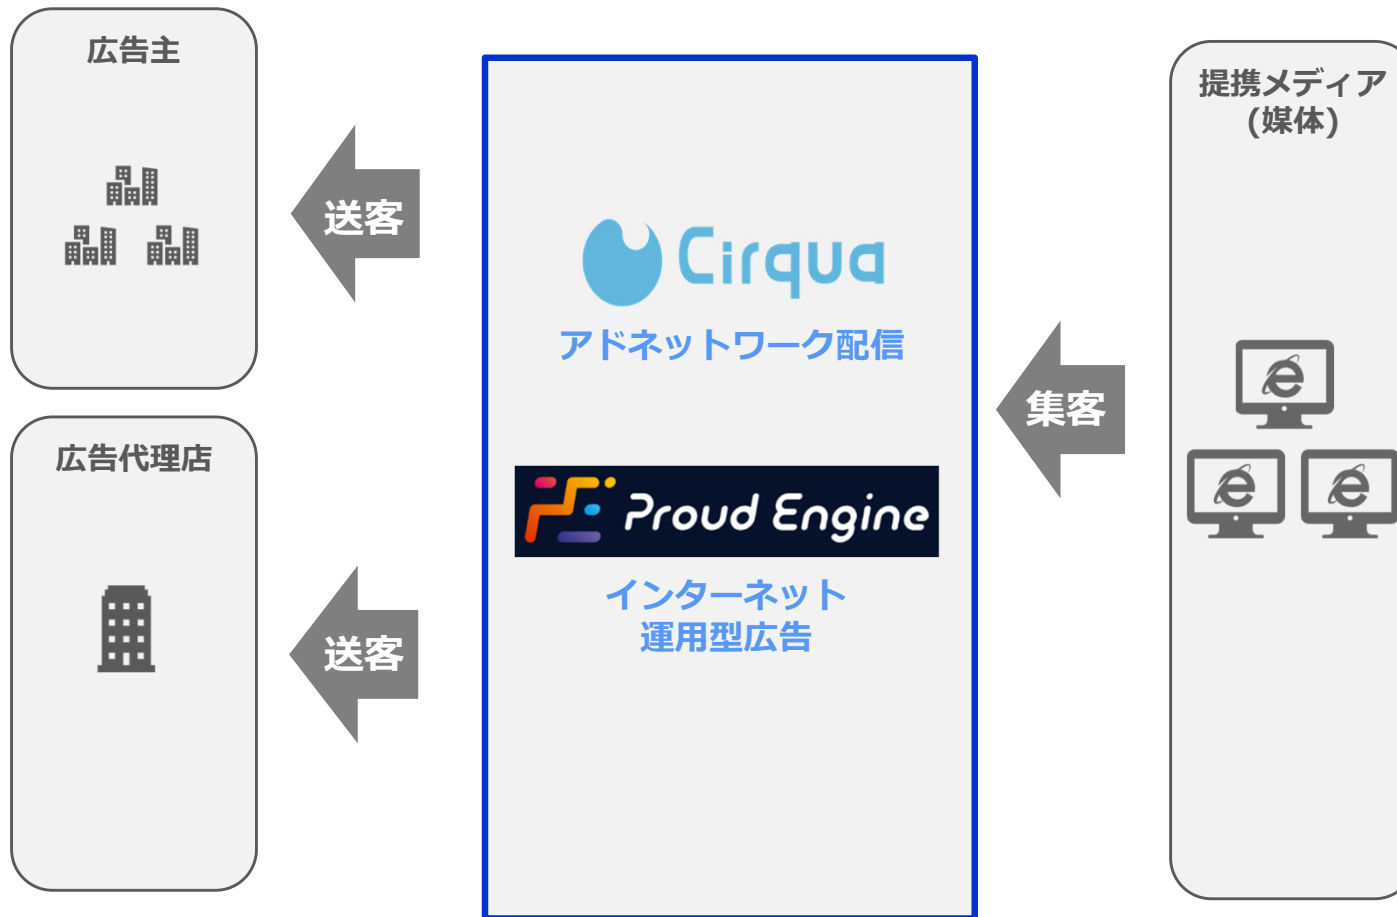 広告主
送客
広告代理店
送客
Cirqua
アドネットワーク配信
Proud Engine
インターネット
運用型広告
集客
提携メディア
(媒体)